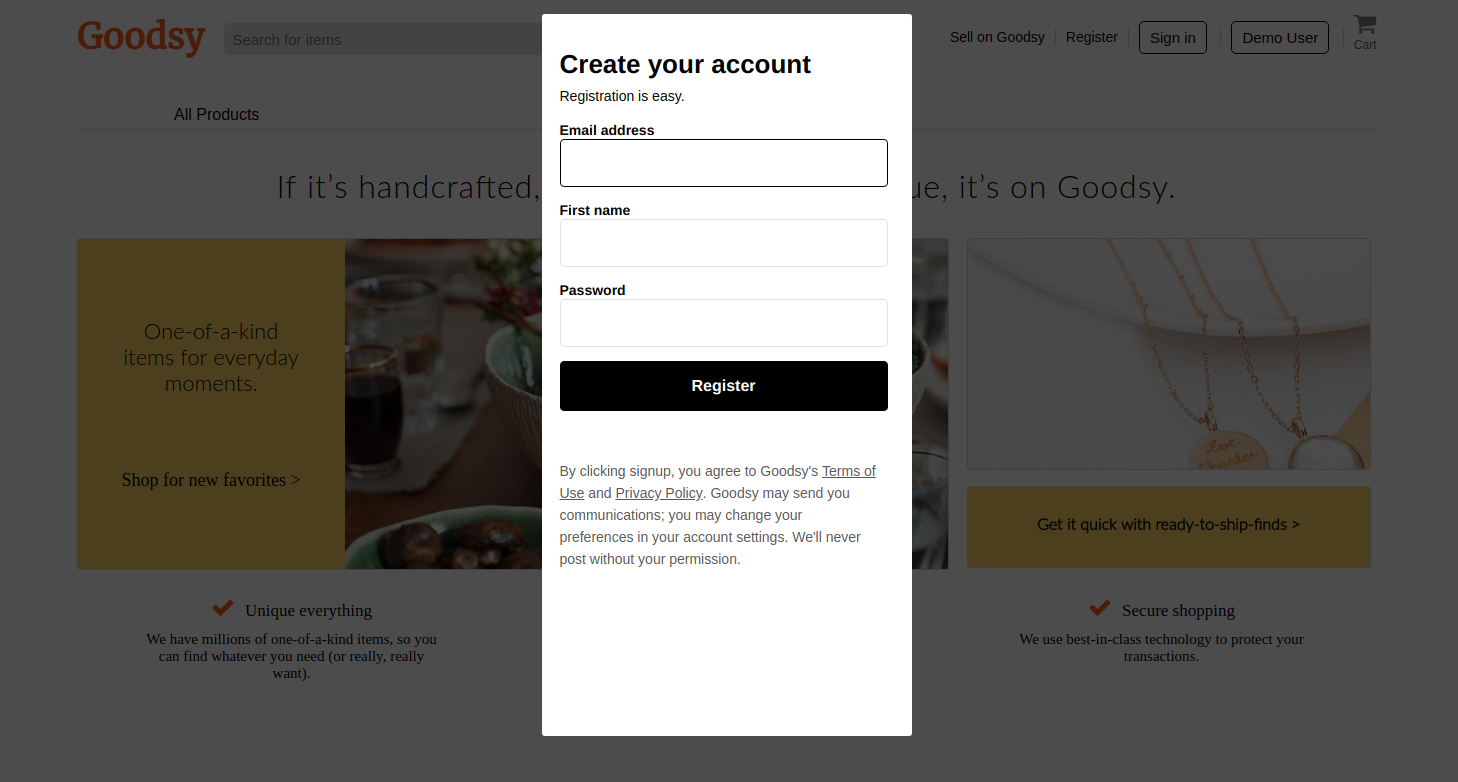 Goodsy
Search for items
Sell on Goodsy
Register
Sign in
Demo User
Cart
All Products
If it's handcrafted,
ue, it's on Goodsy.
One-of-a-kind
items for everyday
moments.
Shop for new favorites >
Create your account
Registration is easy.
Email address
First name
Password
Register
By clicking signup, you agree to Goodsy's Terms of
Use and Privacy Policy. Goodsy may send you
communications; you may change your
preferences in your account settings. We'll never
post without your permission.
Zoe
Charles
Get it quick with ready-to-ship-finds >
Unique everything
We have millions of one-of-a-kind items, so you
can find whatever you need (or really, really
want).
Secure shopping
We use best-in-class technology to protect your
transactions.